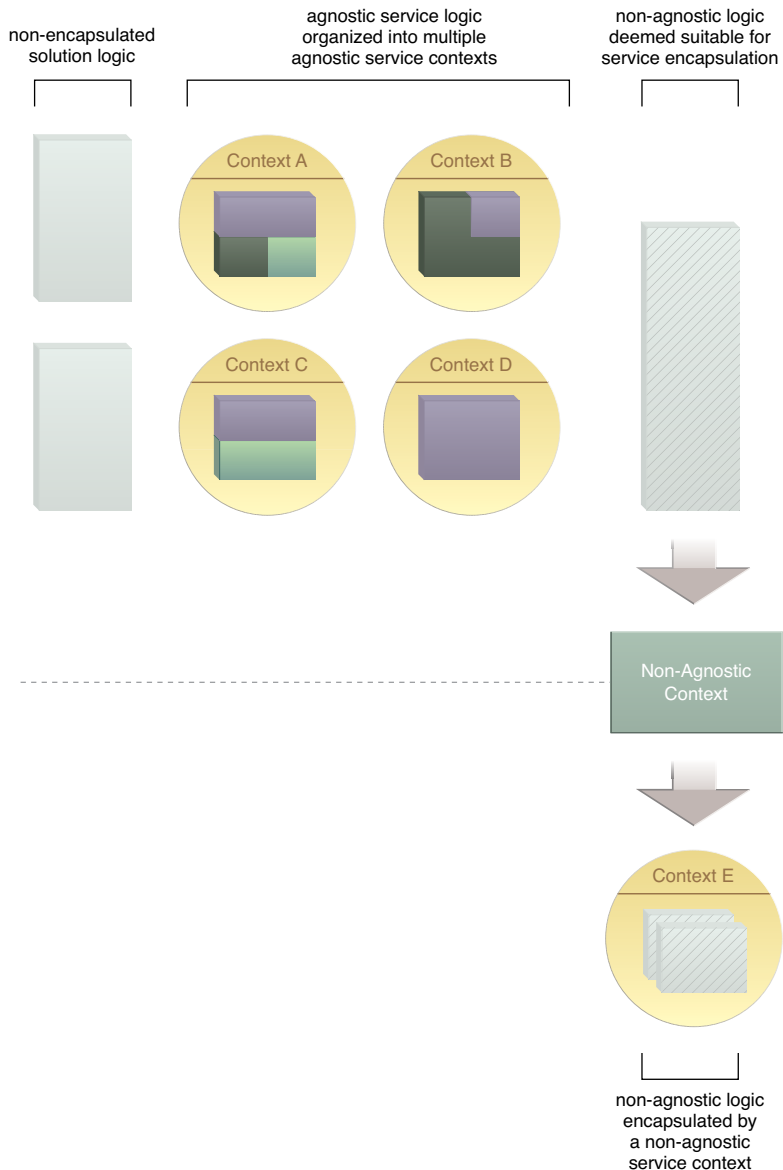 non-encapsulated
solution logic
agnostic service logic
organized into multiple
agnostic service contexts
non-agnostic logic
deemed suitable for
service encapsulation
Context A
Context B
Context C
Context D
Non-Agnostic
Context
Context E
non-agnostic logic
encapsulated by
a non-agnostic
service context